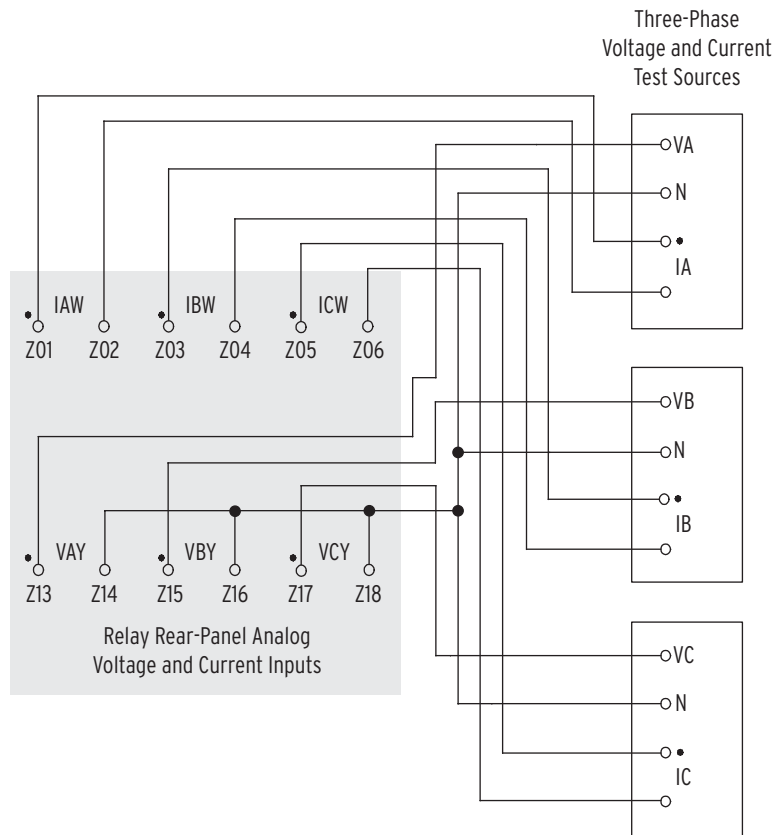 Three-Phase
Voltage and Current
Test Sources
VA
N
IA
IAW IBW ICW
Z01 Z02 Z03 Z04 Z05 Z06
VB
N
IB
VAY VBY VCY
Z13 Z14 Z15 Z16 Z17 Z18
Relay Rear-Panel Analog
Voltage and Current Inputs
VC
N
IC